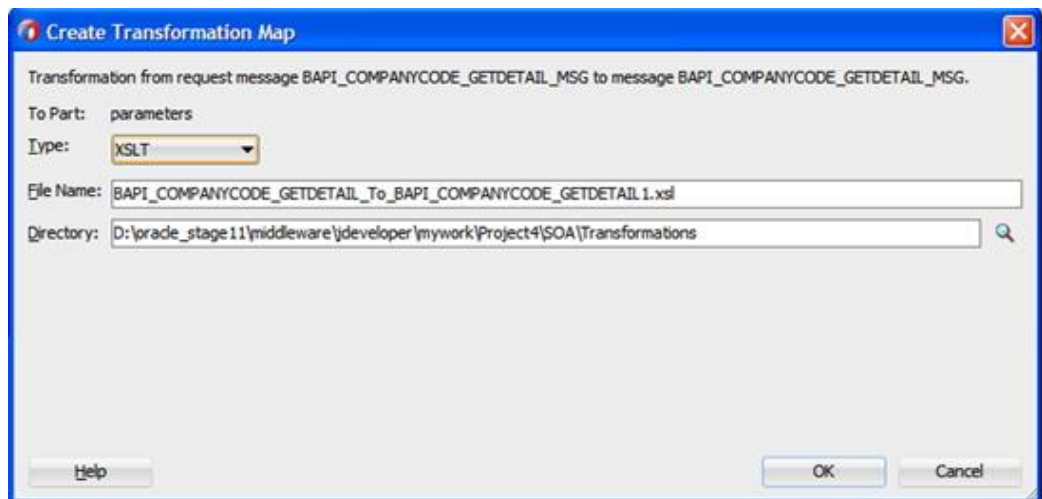 Create Transformation Map
Transformation from request message BAPI_COMPANYCODE_GETDETAIL_MSG to message BAPI_COMPANYCODE_GETDETAIL_MSG.
To Part: parameters
Type: XSLT
File Name: BAPI_COMPANYCODE_GETDETAIL_To_BAPI_COMPANYCODE_GETDETAIL1.xsl
Directory: D:\oracle_stage11\middleware\jdeveloper\mywork\Project4\SOA\Transformations
Help OK Cancel